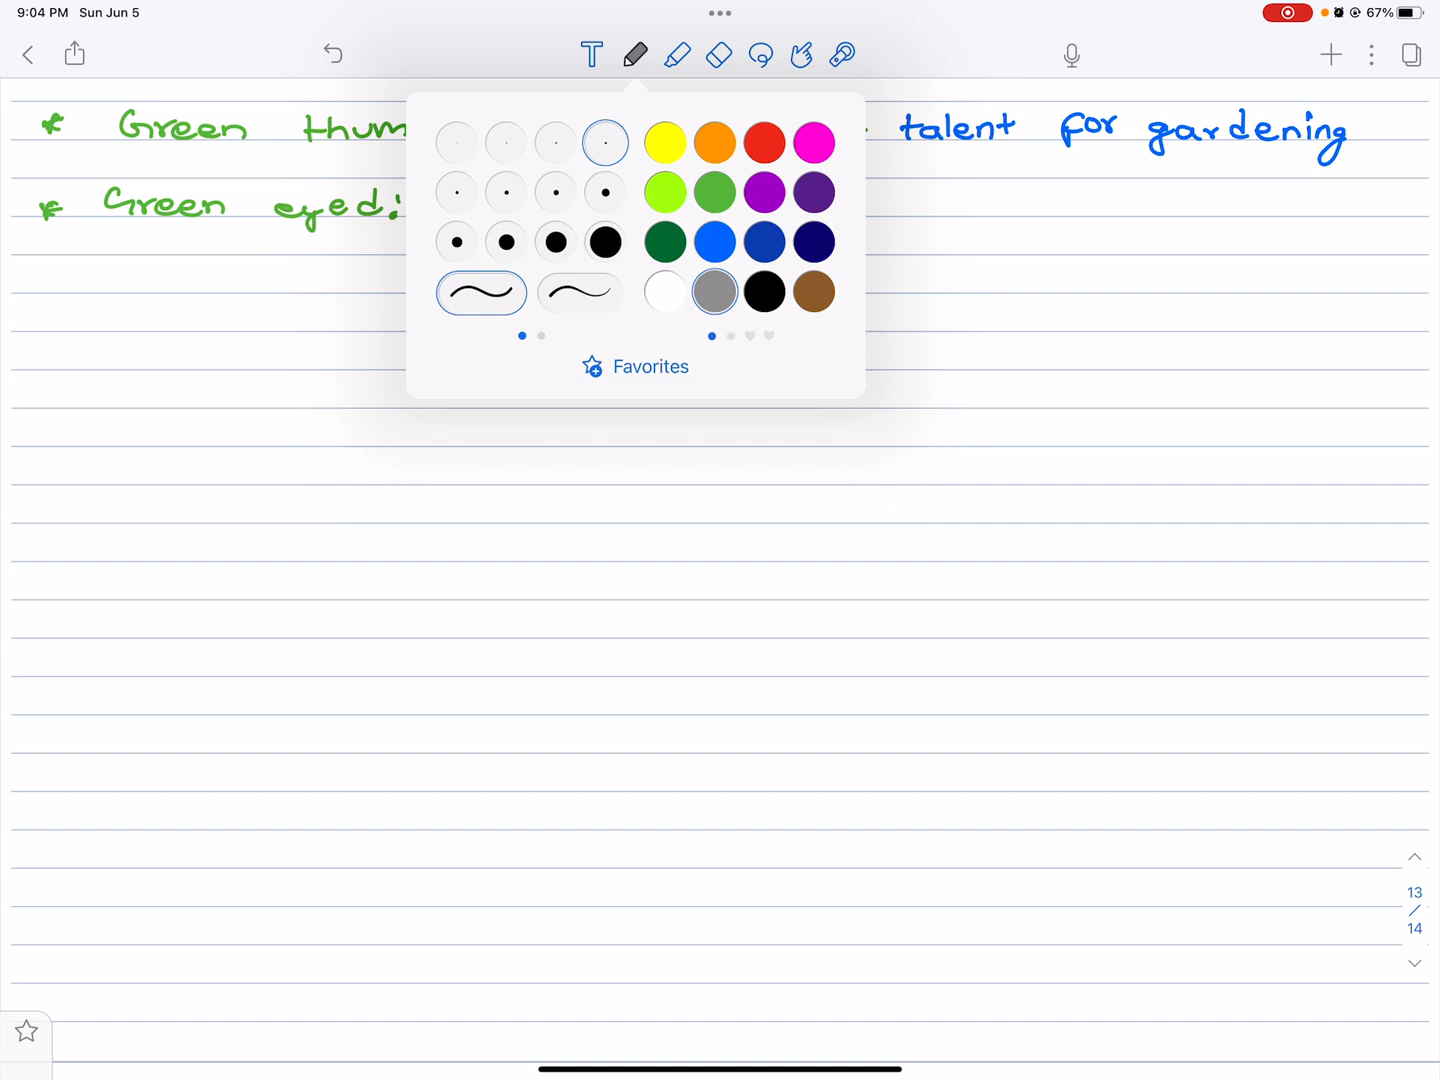 9:04 PM Sun Jun 5
67%
T
* Green thum talent for gardening
* Green eyed:
Favorites
13
/
14